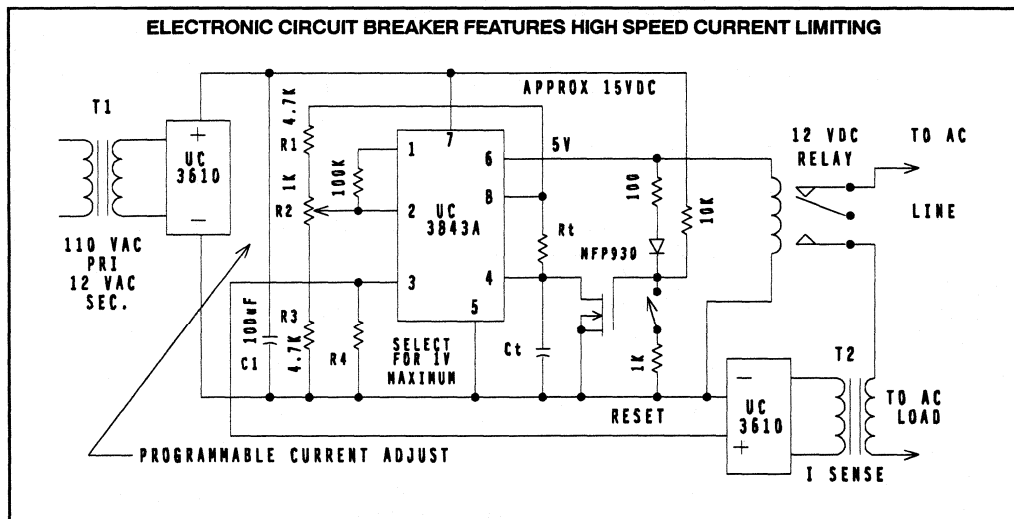 ELECTRONIC CIRCUIT BREAKER FEATURES HIGH SPEED CURRENT LIMITING
APPROX 15VDC
T1
4.7K
R1
100K
1K
R2
UC
3610
+
−
110 VAC
PRI
12 VAC
SEC.
1
2
3
4
5
6
7
8
UC
3843A
5V
100
10K
Rt
MFP930
12 VDC
RELAY
TO AC
LINE
100uF
C1
R3
4.7K
R4
SELECT
FOR 1V
MAXIMUM
Ct
1K
RESET
−
UC
3610
+
T2
TO AC
LOAD
I SENSE
PROGRAMMABLE CURRENT ADJUST